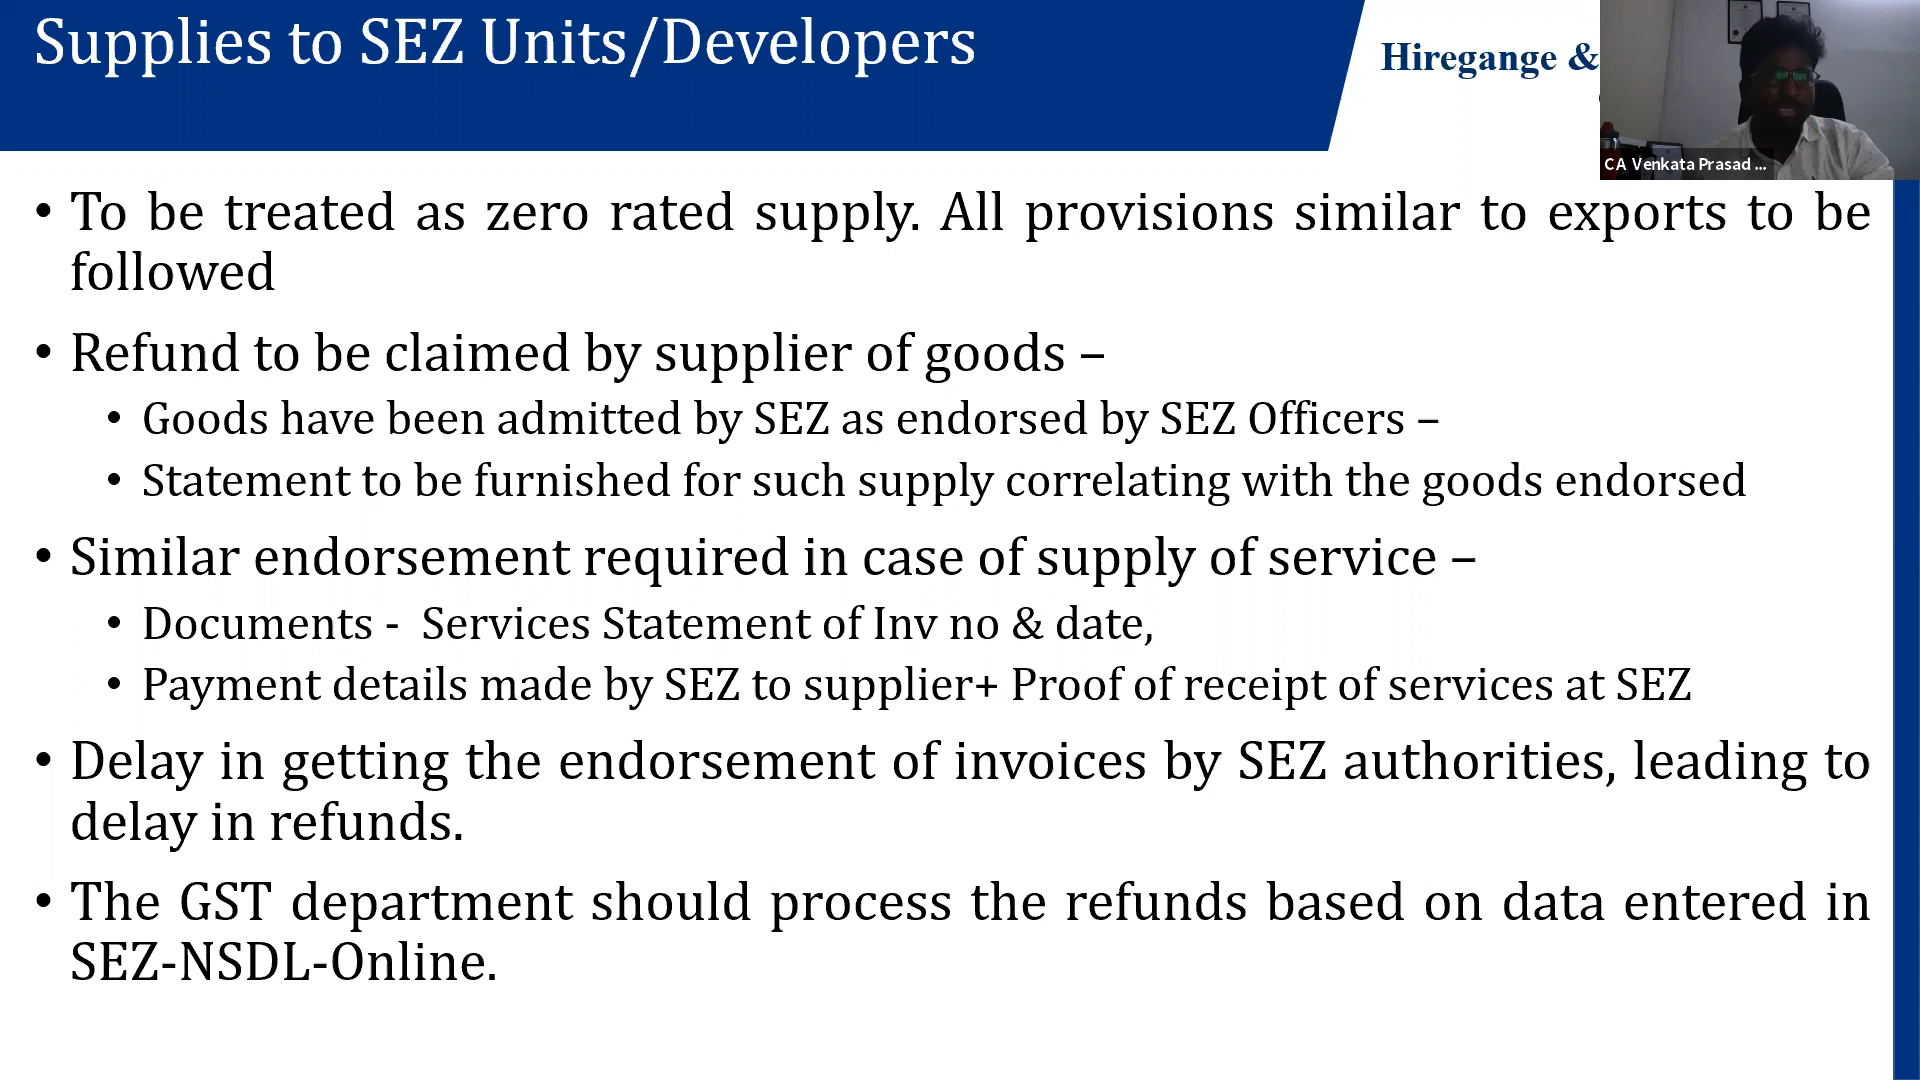 Supplies to SEZ Units/Developers
Hiregange &
CA Venkata Prasad ...
• To be treated as zero rated supply. All provisions similar to exports to be
followed
• Refund to be claimed by supplier of goods –
• Goods have been admitted by SEZ as endorsed by SEZ Officers –
• Statement to be furnished for such supply correlating with the goods endorsed
• Similar endorsement required in case of supply of service –
• Documents -  Services Statement of Inv no & date,
• Payment details made by SEZ to supplier+ Proof of receipt of services at SEZ
• Delay in getting the endorsement of invoices by SEZ authorities, leading to
delay in refunds.
• The GST department should process the refunds based on data entered in
SEZ-NSDL-Online.